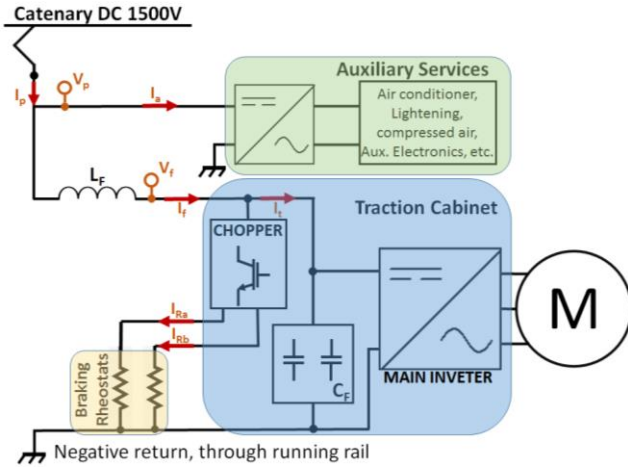 Catenary DC 1500V
Auxiliary Services
Vp
Ip
Ia
Air conditioner,
Lightening,
compressed air,
Aux. Electronics, etc.
LF
Vf
If
It
Traction Cabinet
CHOPPER
IRa
IRb
M
Braking
Rheostats
CF
MAIN INVETER
Negative return, through running rail